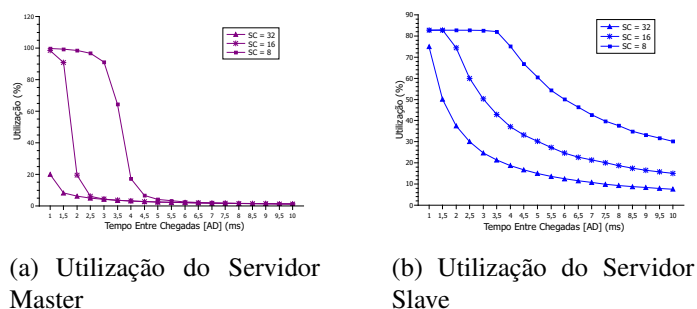 120
100
80
60
40
20
0
Utilização (%)
SC = 32
SC = 16
SC = 8
1 1,5 2 2,5 3 3,5 4 4,5 5 5,5 6 6,5 7 7,5 8 8,5 9 9,5 10
Tempo Entre Chegadas [AD] (ms)
(a) Utilização do Servidor
Master
90
80
70
60
50
40
30
20
10
0
Utilização (%)
SC = 32
SC = 16
SC = 8
1 1,5 2 2,5 3 3,5 4 4,5 5 5,5 6 6,5 7 7,5 8 8,5 9 9,5 10
Tempo Entre Chegadas [AD] (ms)
(b) Utilização do Servidor
Slave